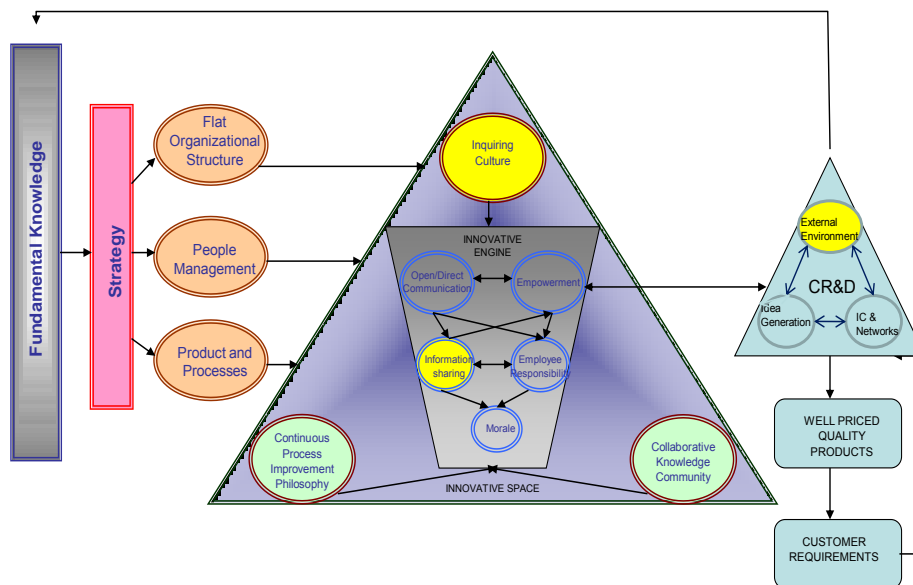 Fundamental Knowledge
Strategy
Flat
Organizational
Structure
People
Management
Product and
Processes
Inquiring
Culture
INNOVATIVE
ENGINE
Open/Direct
Communication
Empowerment
Information
sharing
Employee
Responsibility
Morale
Continuous
Process
Improvement
Philosophy
Collaborative
Knowledge
Community
INNOVATIVE SPACE
External
Environment
CR&D
Idea
Generation
IC &
Networks
WELL PRICED
QUALITY
PRODUCTS
CUSTOMER
REQUIREMENTS